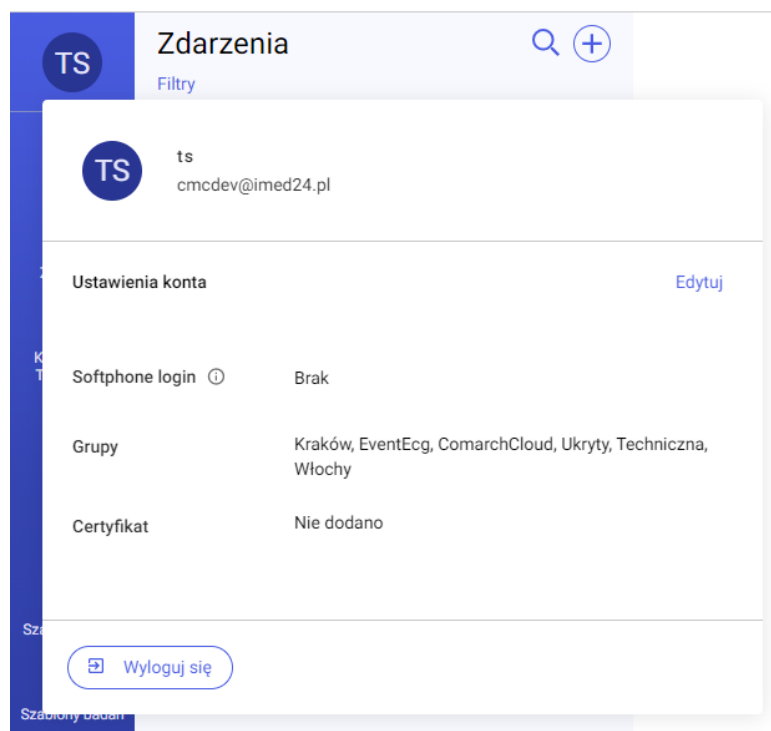 TS
Zdarzenia
Filtry
TS
ts
cmcdev@imed24.pl
Ustawienia konta
Edytuj
Softphone login
Brak
Grupy
Kraków, EventEcg, ComarchCloud, Ukryty, Techniczna,
Włochy
Certyfikat
Nie dodano
Wyloguj się
Szablony badań